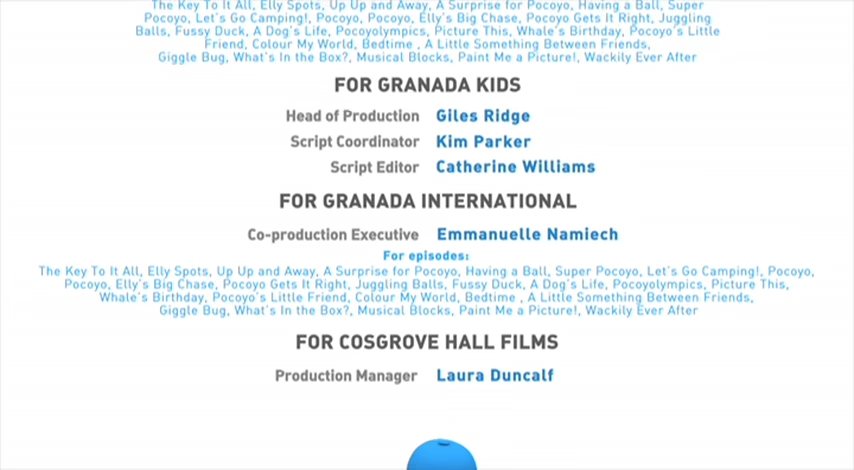 The Key To It All, Elly Spots, Up Up and Away, A Surprise for Pocoyo, Having a Ball, Super
Pocoyo, Let's Go Camping!, Pocoyo, Pocoyo, Elly's Big Chase, Pocoyo Gets It Right, Juggling
Balls, Fussy Duck, A Dog's Life, Pocoyolympics, Picture This, Whale's Birthday, Pocoyo's Little
Friend, Colour My World, Bedtime , A Little Something Between Friends,
Giggle Bug, What's In the Box?, Musical Blocks, Paint Me a Picture!, Wackily Ever After
FOR GRANADA KIDS
Head of Production Giles Ridge
Script Coordinator Kim Parker
Script Editor Catherine Williams
FOR GRANADA INTERNATIONAL
Co-production Executive Emmanuelle Namiech
For episodes:
The Key To It All, Elly Spots, Up Up and Away, A Surprise for Pocoyo, Having a Ball, Super Pocoyo, Let's Go Camping!, Pocoyo,
Pocoyo, Elly's Big Chase, Pocoyo Gets It Right, Juggling Balls, Fussy Duck, A Dog's Life, Pocoyolympics, Picture This,
Whale's Birthday, Pocoyo's Little Friend, Colour My World, Bedtime , A Little Something Between Friends,
Giggle Bug, What's In the Box?, Musical Blocks, Paint Me a Picture!, Wackily Ever After
FOR COSGROVE HALL FILMS
Production Manager Laura Duncalf